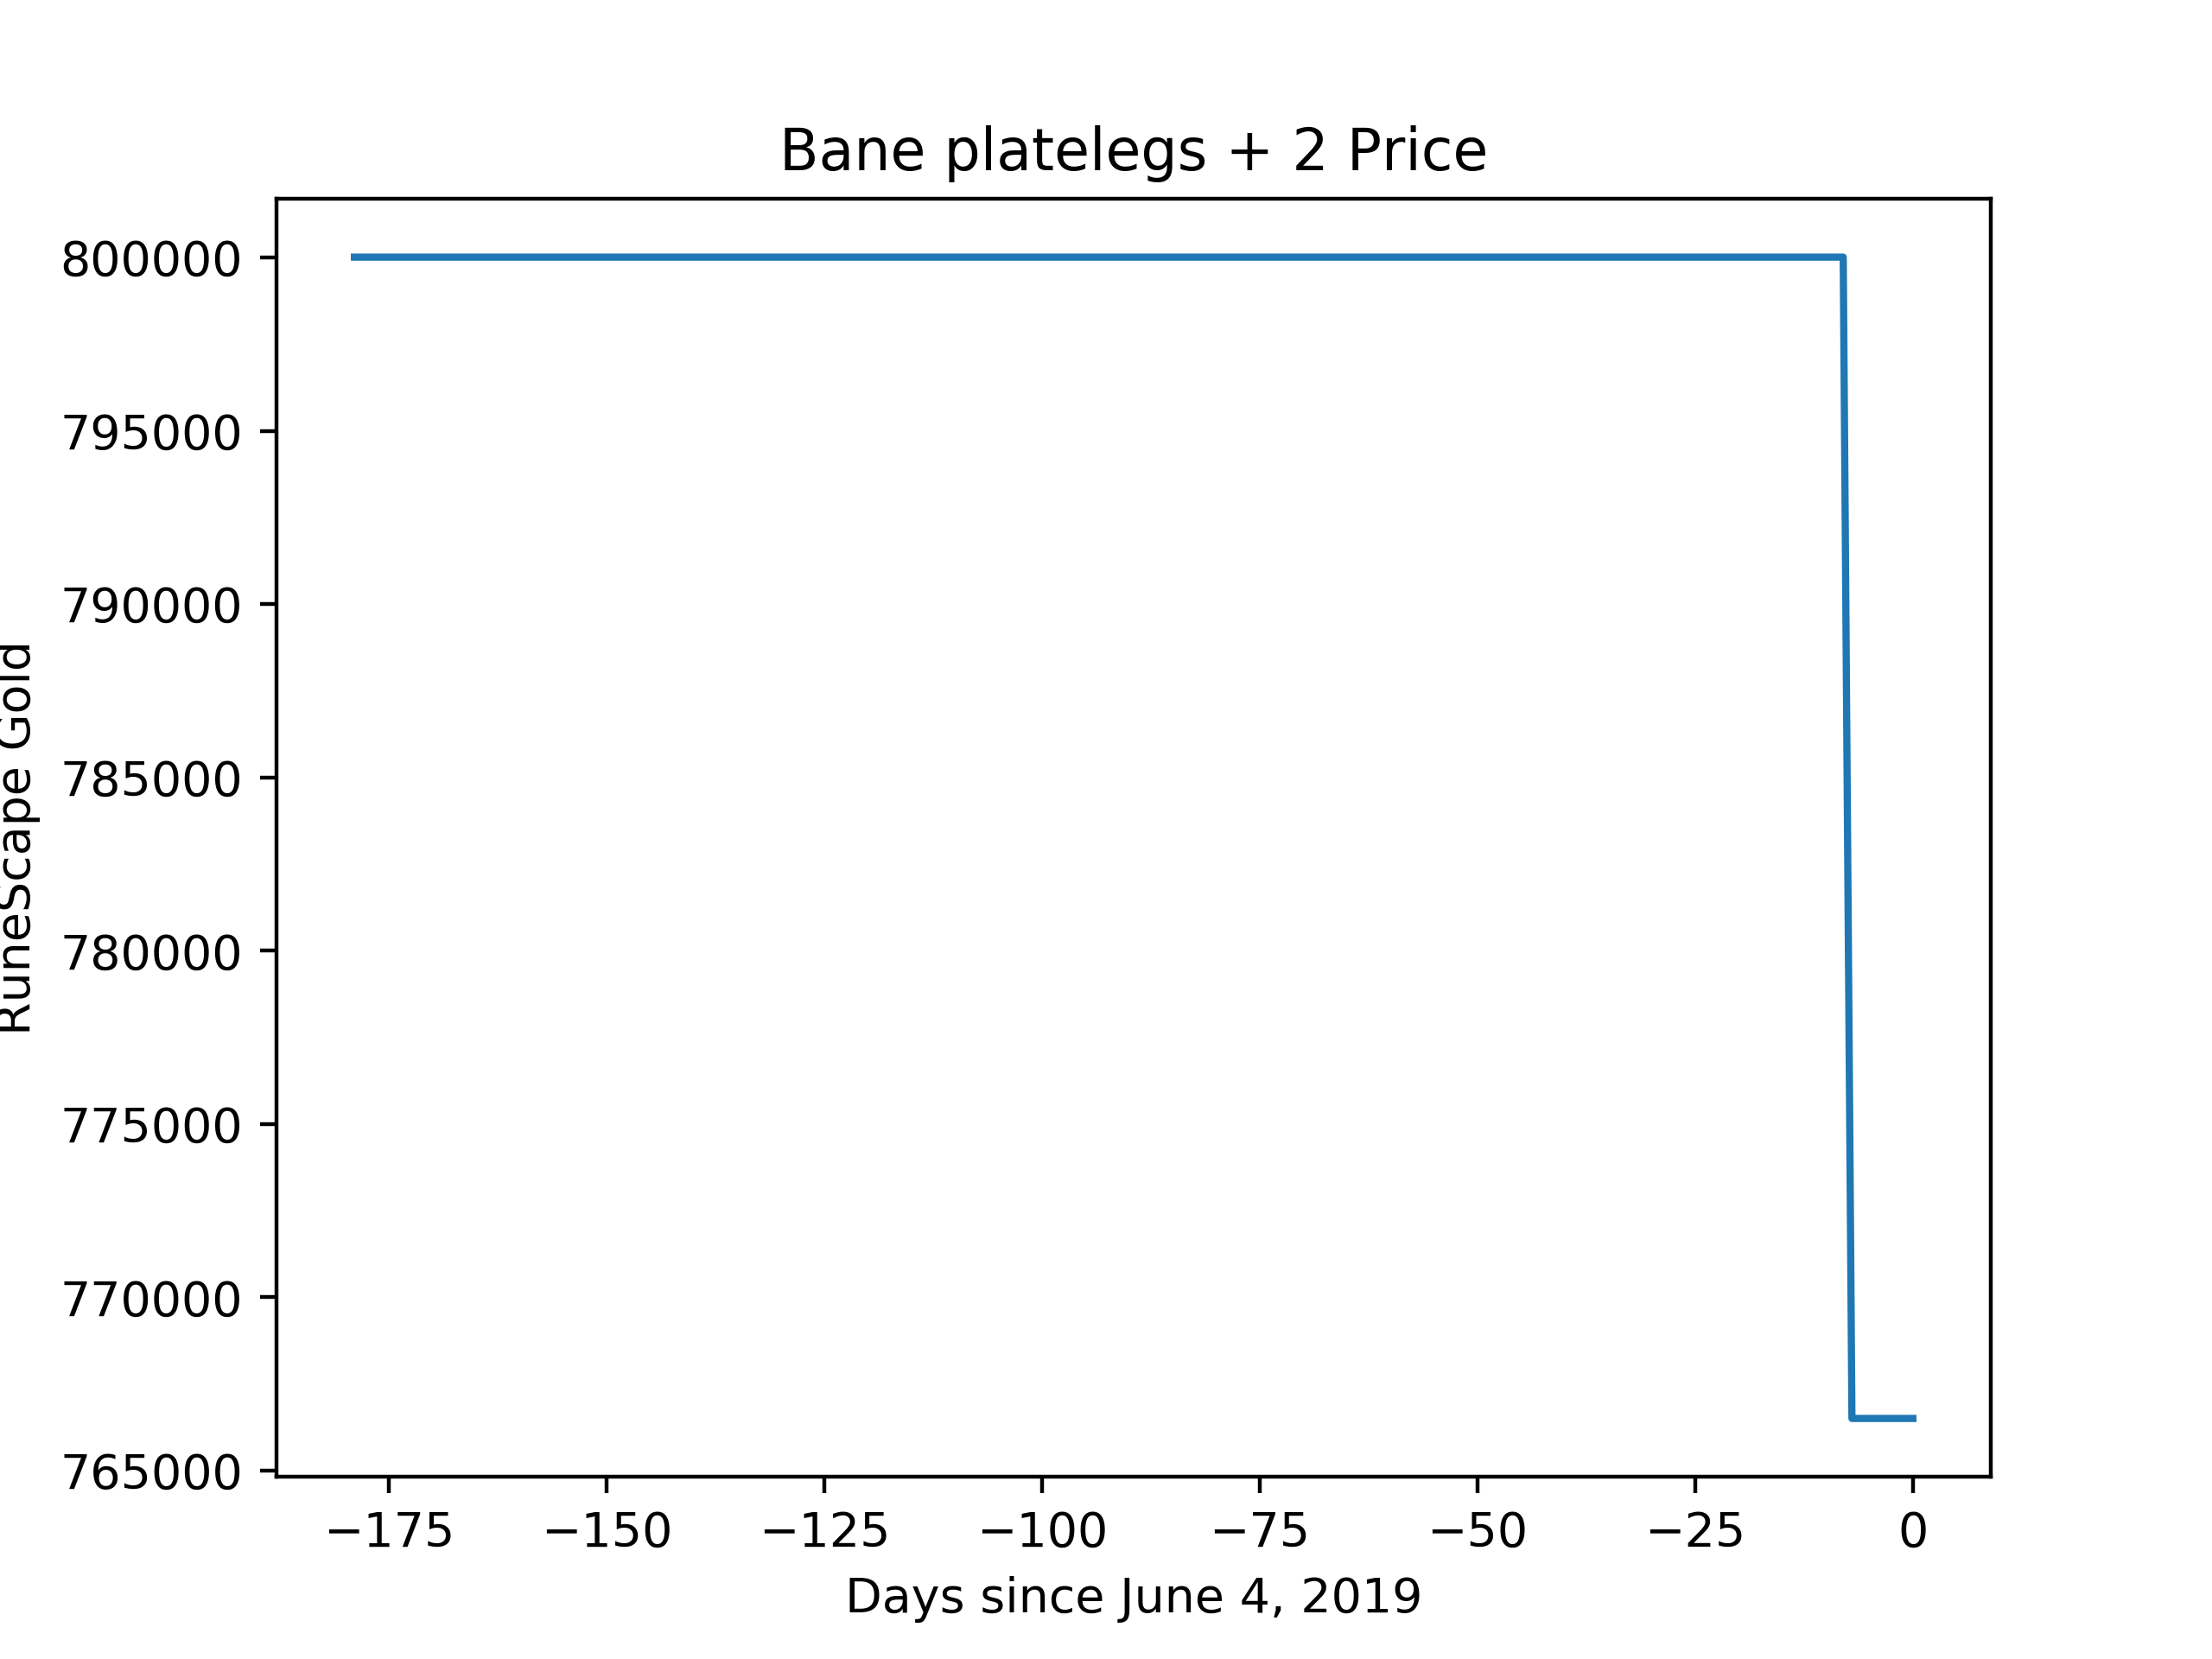 Bane platelegs + 2 Price
RuneScape Gold
800000
795000
790000
785000
780000
775000
770000
765000
−175 −150 −125 −100 −75 −50 −25 0
Days since June 4, 2019